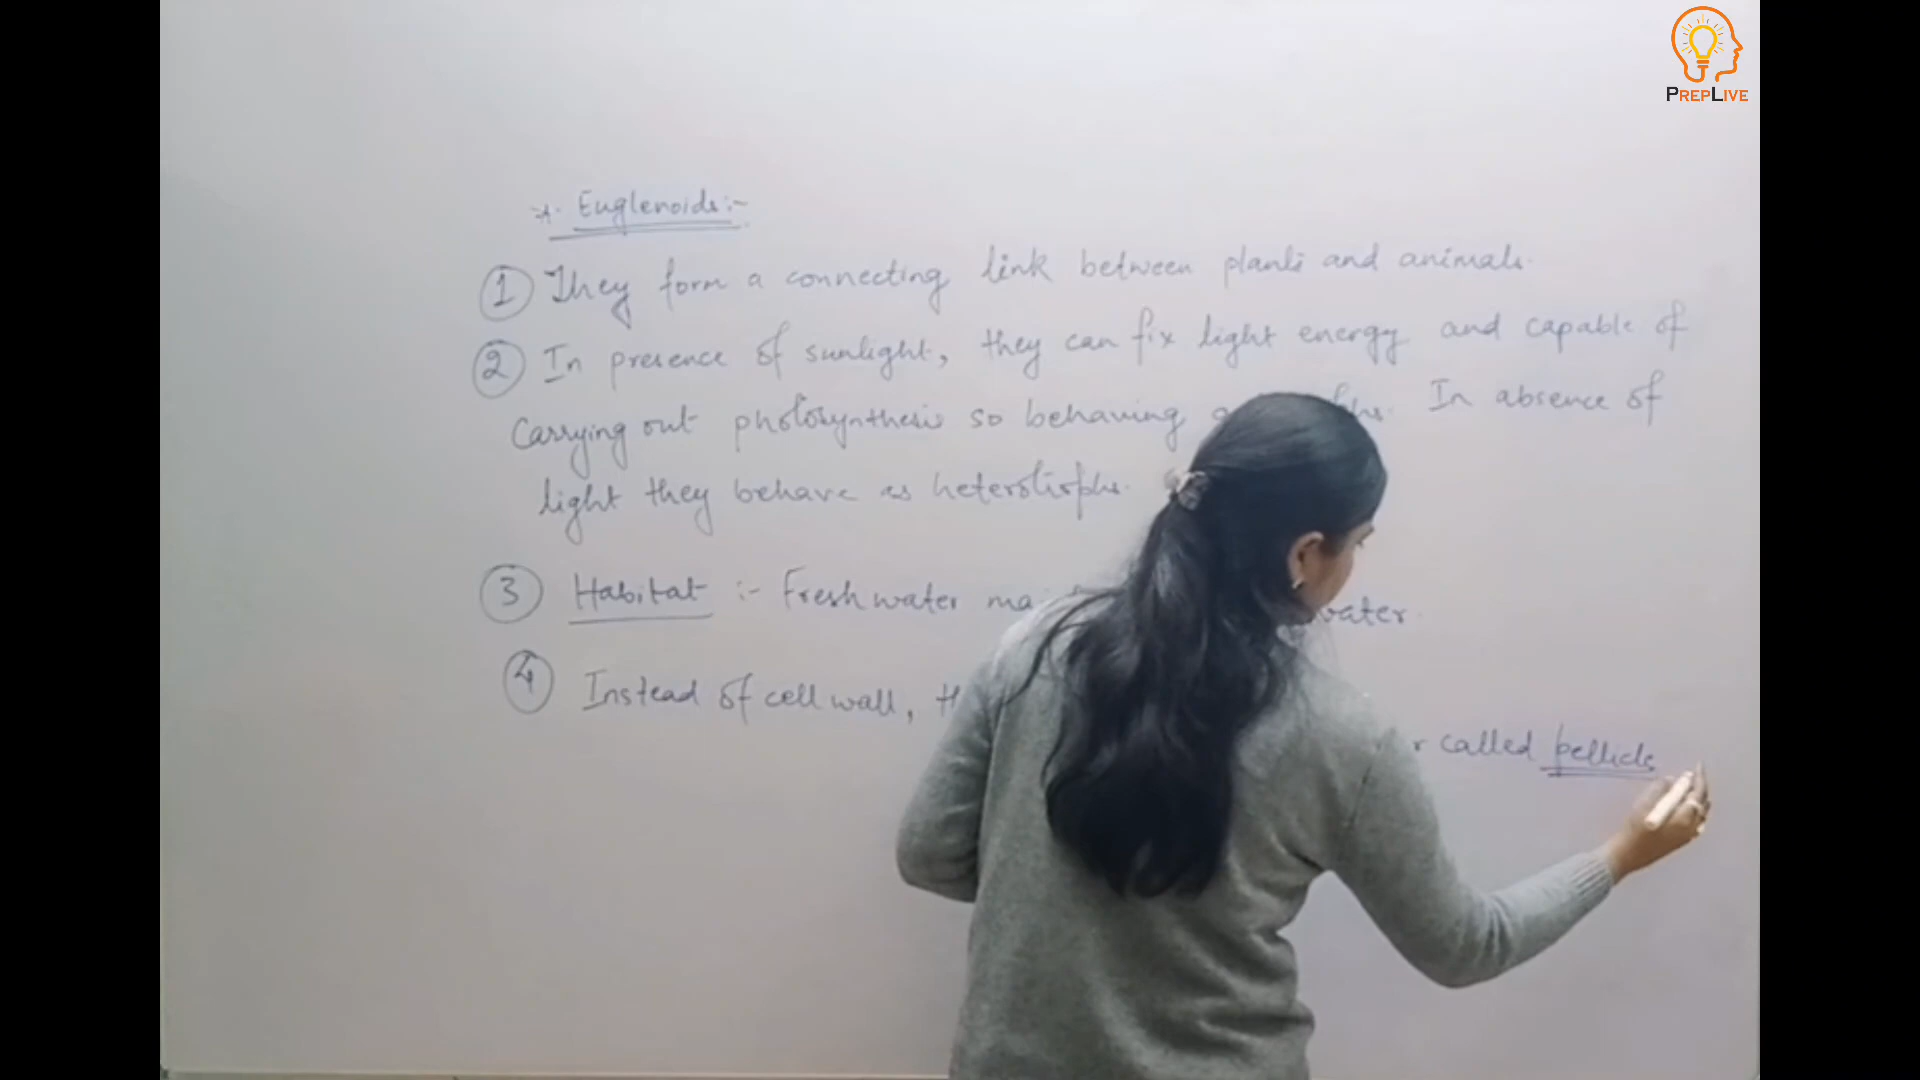 PREPLIVE
* Euglenoids :-
① They form a connecting link between plants and animals.
② In presence of sunlight, they can fix light energy and capable of
carrying out photosynthesis so behaving In absence of
light they behave as heterotrophs.
③ Habitat :- Freshwater water.
④ Instead of cell wall, called pellicle